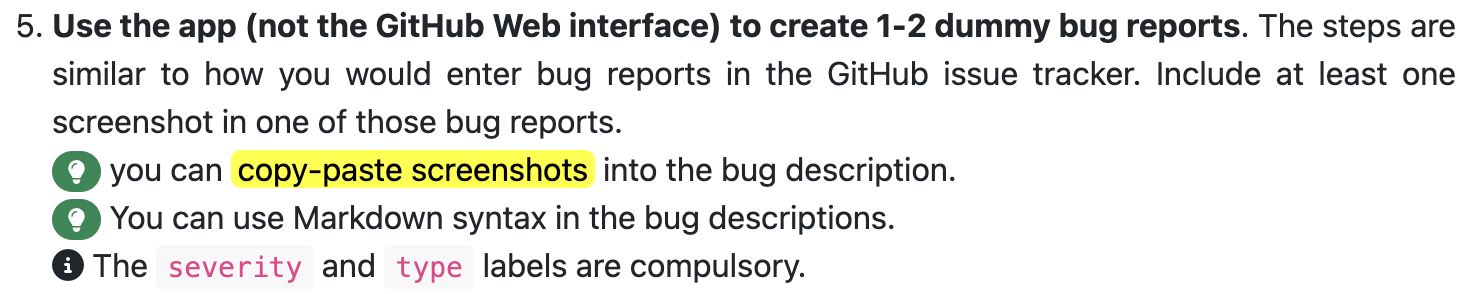 5. Use the app (not the GitHub Web interface) to create 1-2 dummy bug reports. The steps are
similar to how you would enter bug reports in the GitHub issue tracker. Include at least one
screenshot in one of those bug reports.
you can copy-paste screenshots into the bug description.
You can use Markdown syntax in the bug descriptions.
The severity and type labels are compulsory.